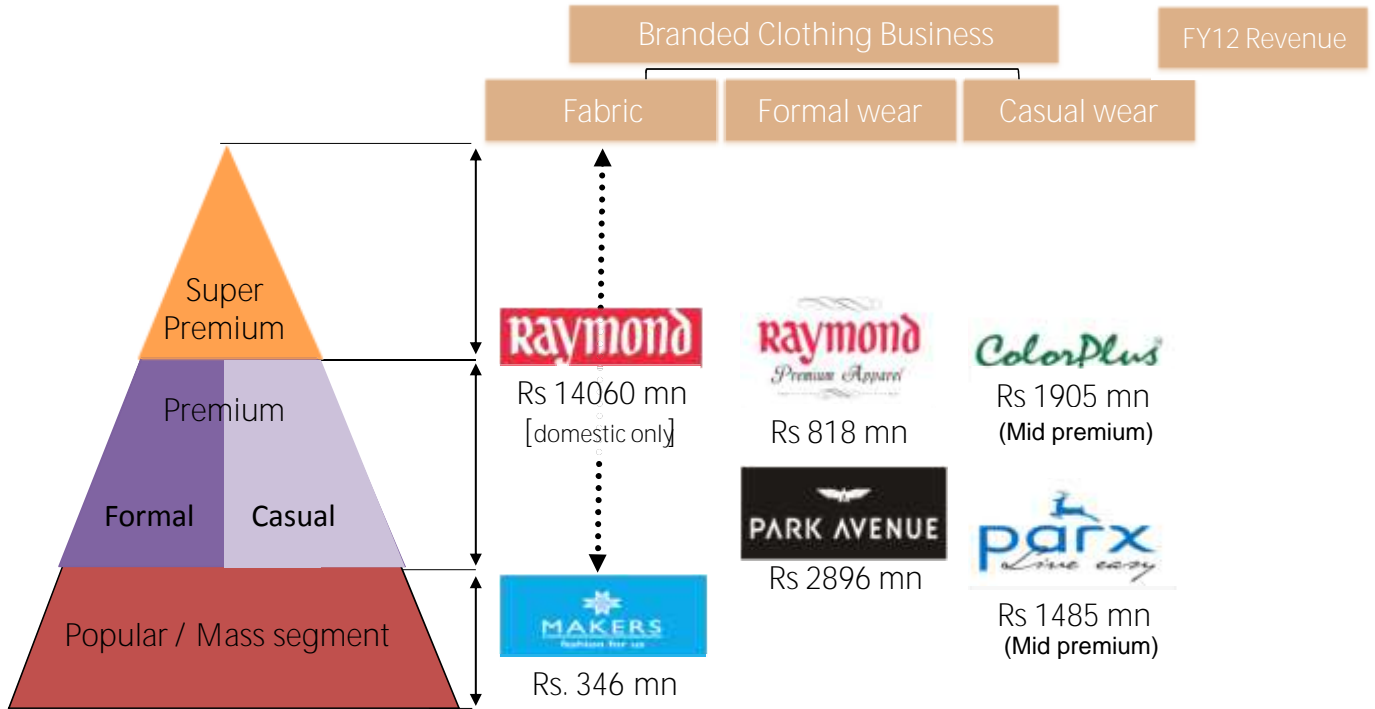 Branded Clothing Business
FY12 Revenue
Fabric
Formal wear
Casual wear
Super
Premium
Premium
Formal
Casual
Popular / Mass segment
Raymond
Rs 14060 mn
[domestic only]
MAKERS
fashion for us
Rs. 346 mn
Raymond
Premium Apparel
Rs 818 mn
PARK AVENUE
Rs 2896 mn
ColorPlus
Rs 1905 mn
(Mid premium)
parx
Live easy
Rs 1485 mn
(Mid premium)